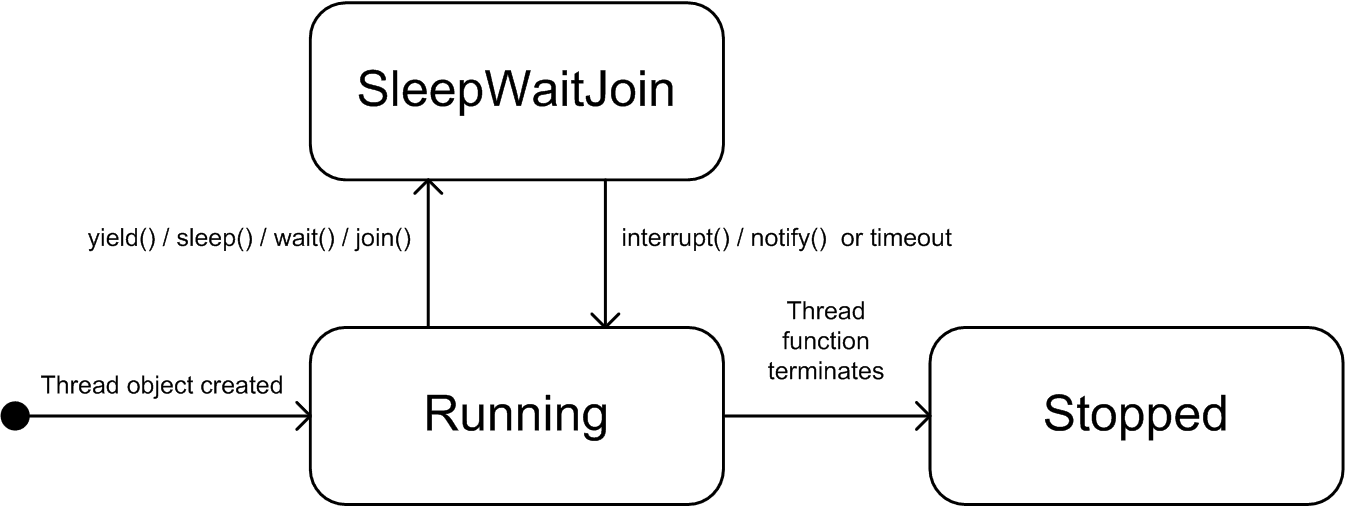 SleepWaitJoin
yield() / sleep() / wait() / join()
interrupt() / notify()  or timeout
Thread object created
Running
Thread
function
terminates
Stopped